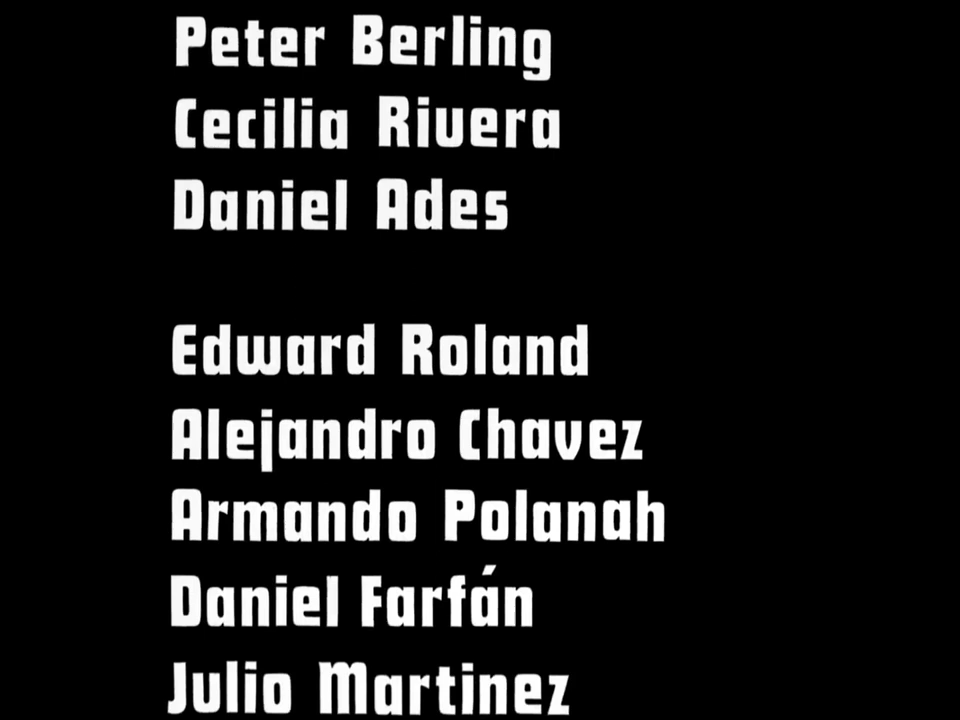 Peter Berling
Cecilia Rivera
Daniel Ades
Edward Roland
Alejandro Chavez
Armando Polanah
Daniel Farfán
Julio Martinez